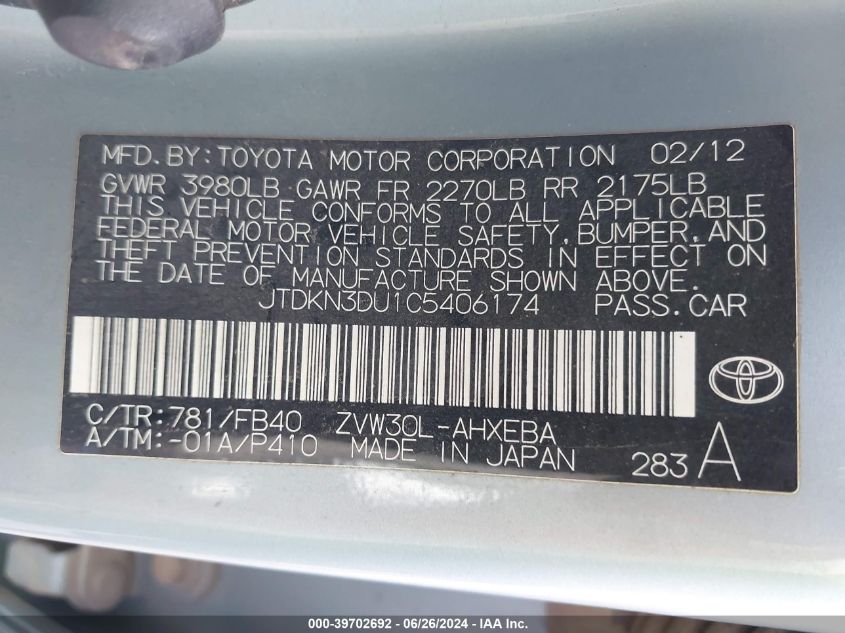 MFD. BY: TOYOTA MOTOR CORPORATION 02/12
GVWR 3980LB GAWR FR 2270LB RR 2175LB
THIS VEHICLE CONFORMS TO ALL APPLICABLE
FEDERAL MOTOR VEHICLE SAFETY, BUMPER, AND
THEFT PREVENTION STANDARDS IN EFFECT ON
THE DATE OF MANUFACTURE SHOWN ABOVE.
JTDKN3DU1C5406174 PASS. CAR
C/TR: 781/FB40 ZVW30L-AHXEBA
A/TM: -01A/P410 MADE IN JAPAN 283 A
000-39702692 - 06/26/2024 - IAA Inc.